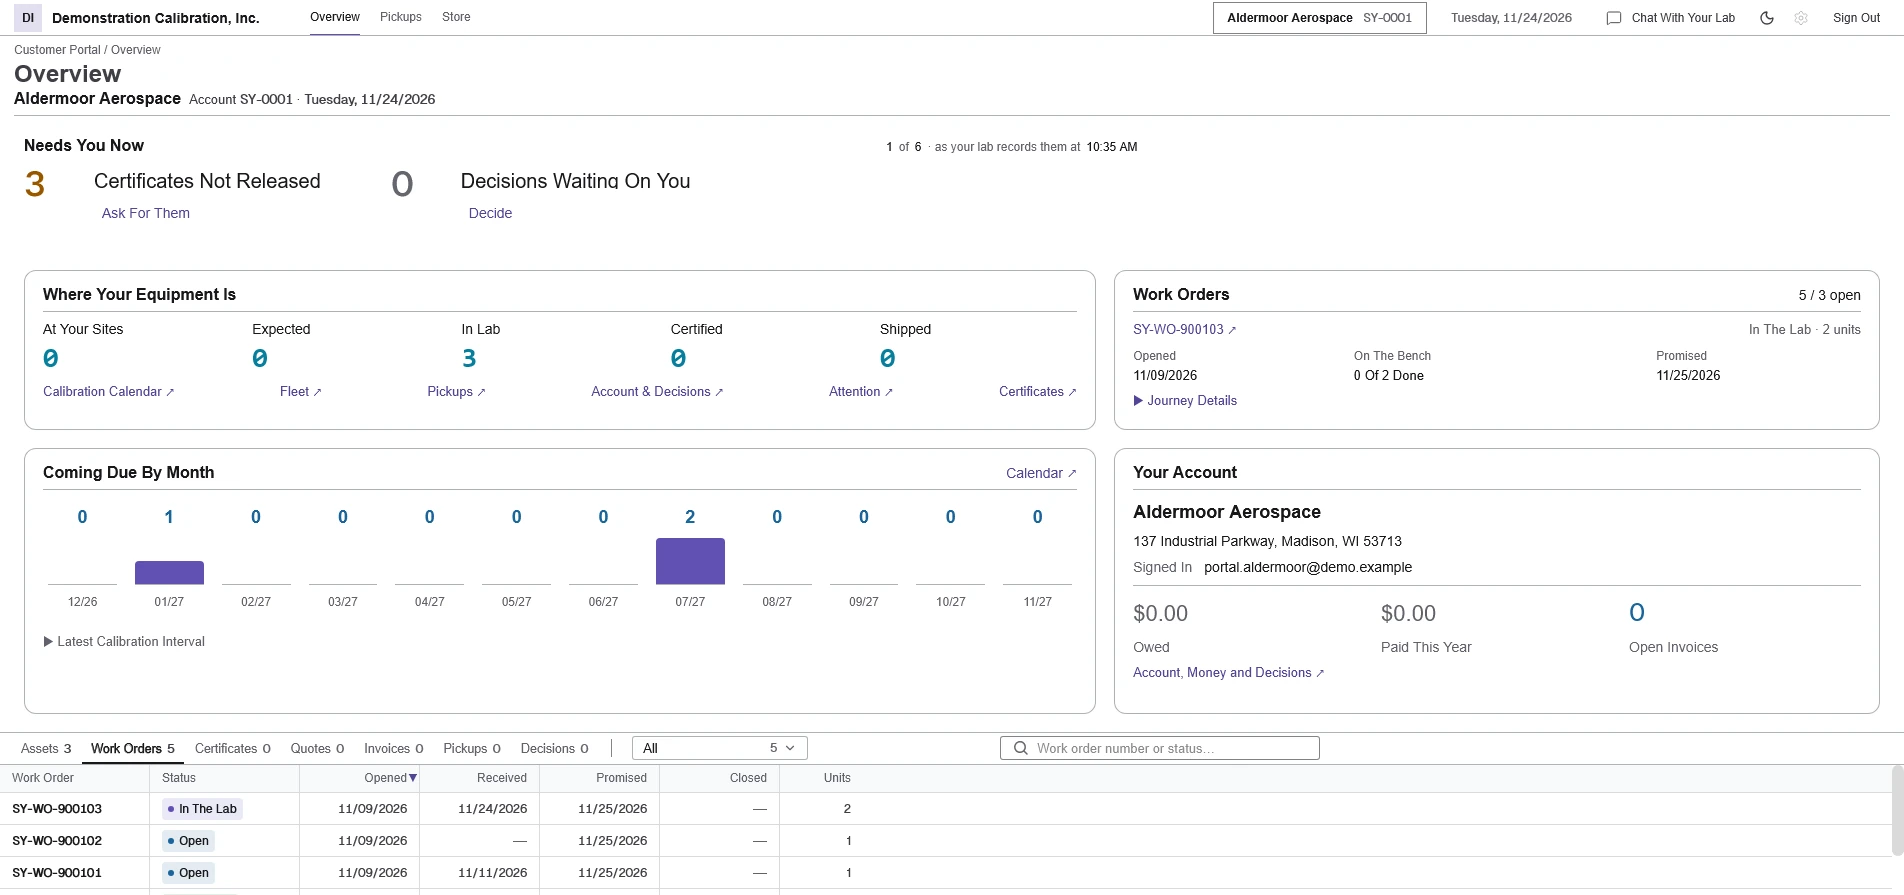 DI Demonstration Calibration, Inc. Overview Pickups Store Aldermoor Aerospace SY-0001 Tuesday, 11/24/2026 Chat With Your Lab Sign Out
Customer Portal / Overview
Overview
Aldermoor Aerospace Account SY-0001 · Tuesday, 11/24/2026
Needs You Now 1 of 6 · as your lab records them at 10:35 AM
3 Certificates Not Released 0 Decisions Waiting On You
Ask For Them Decide
Where Your Equipment Is
At Your Sites Expected In Lab Certified Shipped
0 0 3 0 0
Calibration Calendar ↗ Fleet ↗ Pickups ↗ Account & Decisions ↗ Attention ↗ Certificates ↗
Work Orders 5 / 3 open
SY-WO-900103 ↗ In The Lab · 2 units
Opened On The Bench Promised
11/09/2026 0 Of 2 Done 11/25/2026
▶ Journey Details
Coming Due By Month Calendar ↗
0 1 0 0 0 0 0 2 0 0 0 0
12/26 01/27 02/27 03/27 04/27 05/27 06/27 07/27 08/27 09/27 10/27 11/27
▶ Latest Calibration Interval
Your Account
Aldermoor Aerospace
137 Industrial Parkway, Madison, WI 53713
Signed In portal.aldermoor@demo.example
$0.00 $0.00 0
Owed Paid This Year Open Invoices
Account, Money and Decisions ↗
Assets 3 Work Orders 5 Certificates 0 Quotes 0 Invoices 0 Pickups 0 Decisions 0 All 5 Work order number or status…
Work Order Status Opened▼ Received Promised Closed Units
SY-WO-900103 In The Lab 11/09/2026 11/24/2026 11/25/2026 — 2
SY-WO-900102 Open 11/09/2026 — 11/25/2026 — 1
SY-WO-900101 Open 11/09/2026 11/11/2026 11/25/2026 — 1